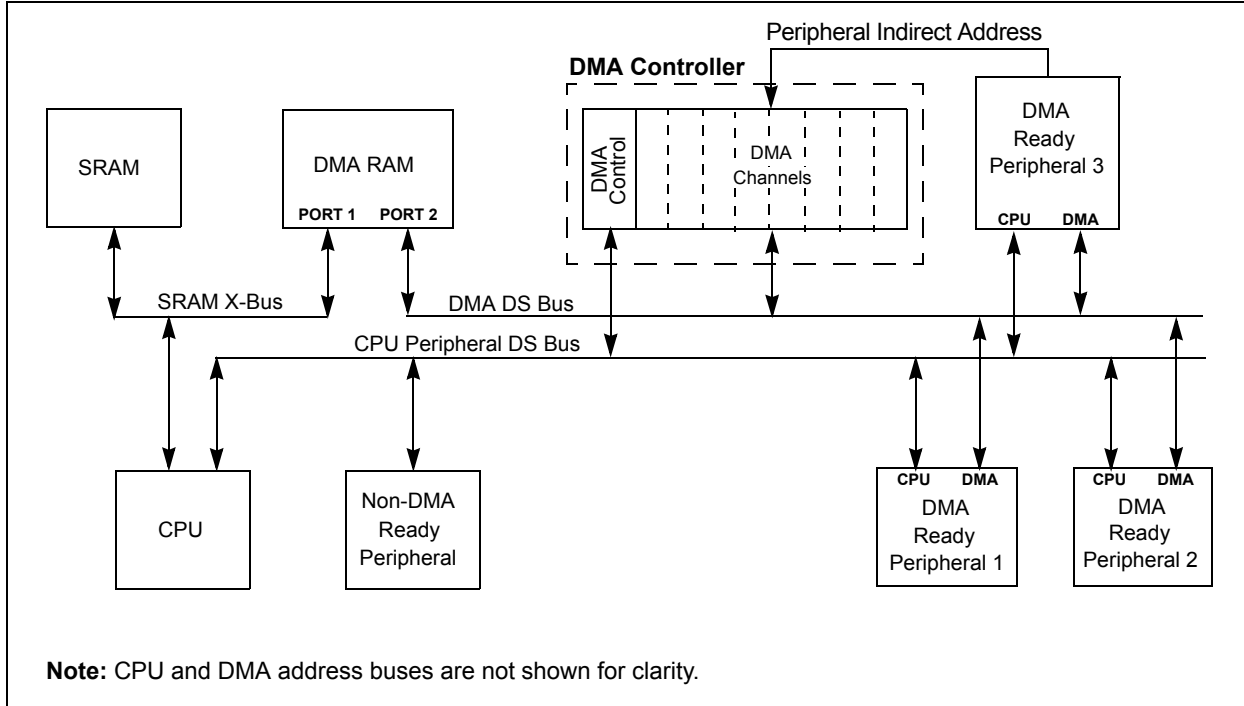 Peripheral Indirect Address
DMA Controller
SRAM
DMA RAM
PORT 1 PORT 2
DMA
Control
DMA
Channels
DMA
Ready
Peripheral 3
CPU DMA
SRAM X-Bus
DMA DS Bus
CPU Peripheral DS Bus
CPU
Non-DMA
Ready
Peripheral
CPU DMA
DMA
Ready
Peripheral 1
CPU DMA
DMA
Ready
Peripheral 2
Note: CPU and DMA address buses are not shown for clarity.